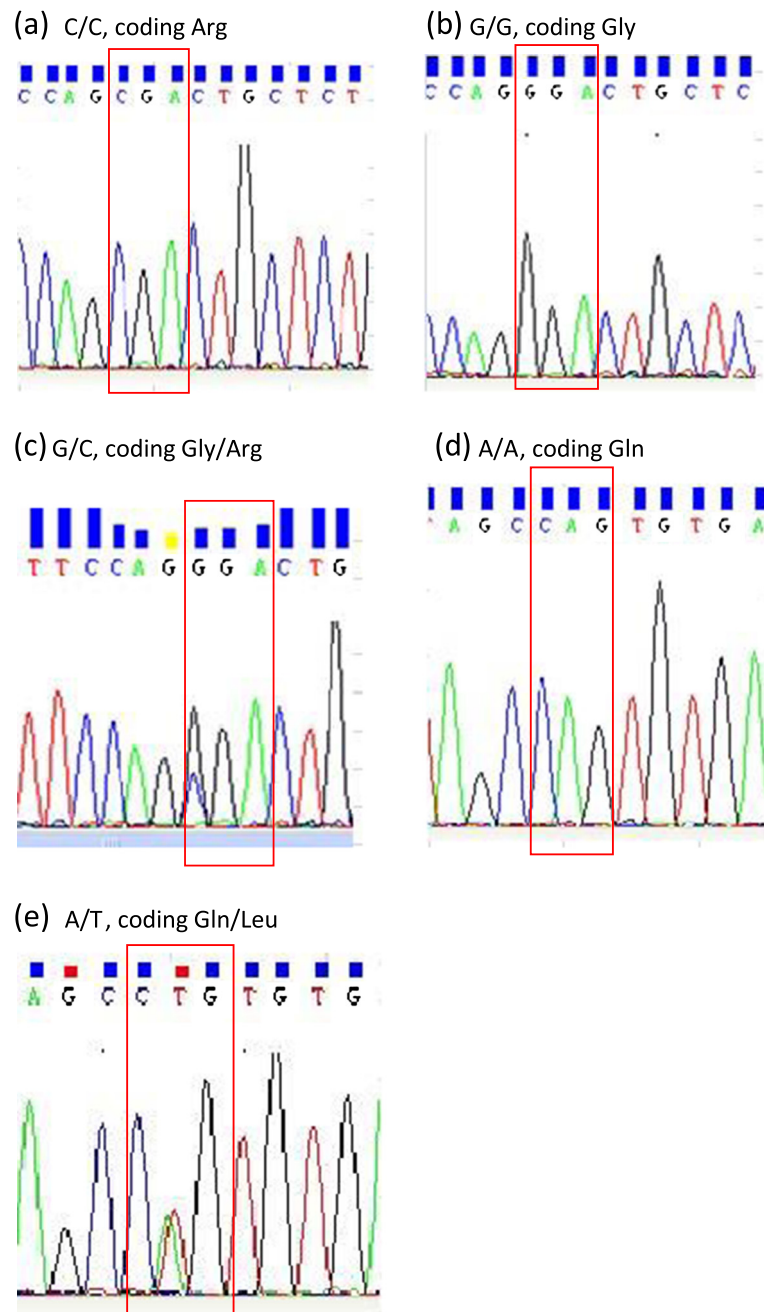 (a) C/C, coding Arg
C C A G C G A C T G C T C T
(b) G/G, coding Gly
C C A G G G A C T G C T C
(c) G/C, coding Gly/Arg
T T C C A G G G A C T G
(d) A/A, coding Gln
A G C C A G T G T G A
(e) A/T, coding Gln/Leu
A G C C T G T G T G